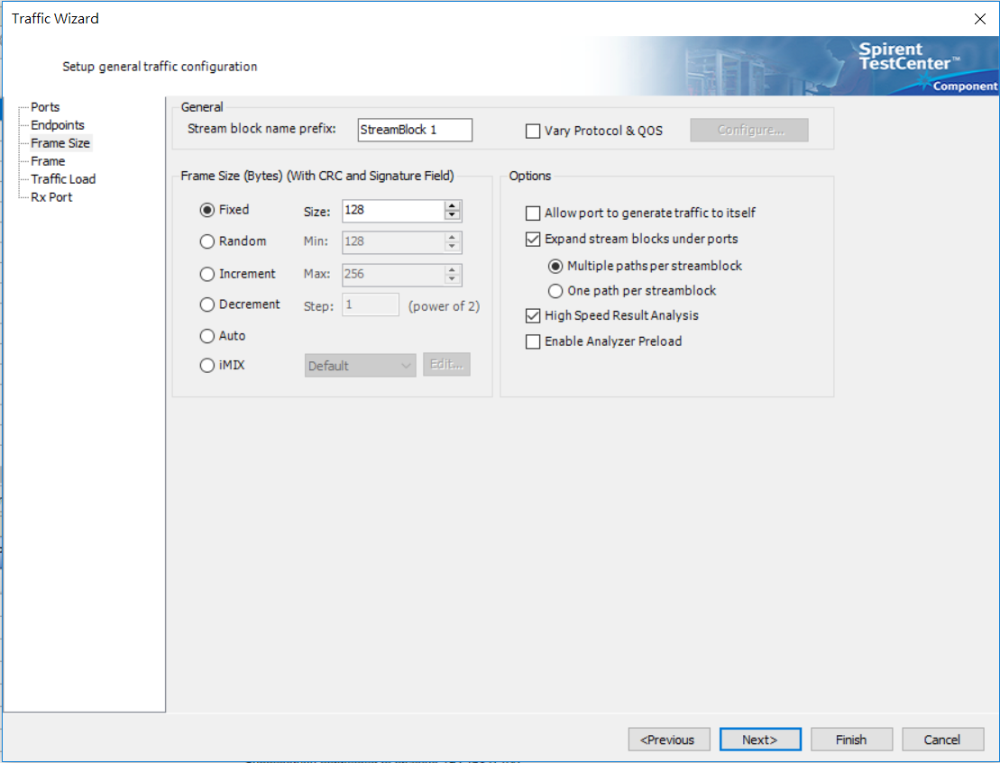 Traffic Wizard
Setup general traffic configuration
Spirent
TestCenter™
Component
Ports
Endpoints
Frame Size
Frame
Traffic Load
Rx Port
General
Stream block name prefix: StreamBlock 1 Vary Protocol & QOS Configure...
Frame Size (Bytes) (With CRC and Signature Field)
Fixed Size: 128
Random Min: 128
Increment Max: 256
Decrement Step: 1 (power of 2)
Auto
iMIX Default Edit...
Options
Allow port to generate traffic to itself
Expand stream blocks under ports
Multiple paths per streamblock
One path per streamblock
High Speed Result Analysis
Enable Analyzer Preload
<Previous Next> Finish Cancel